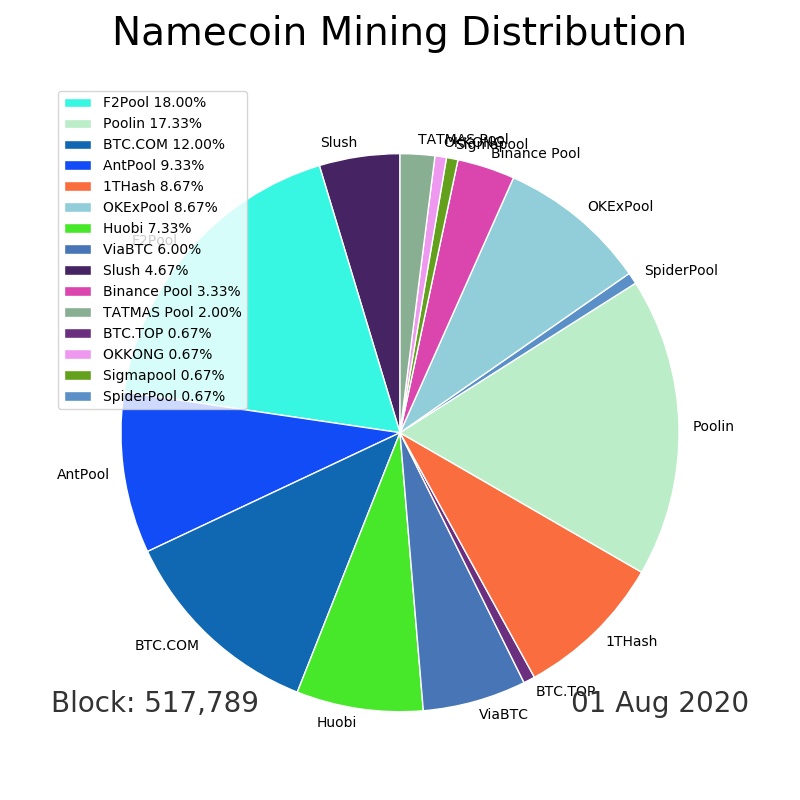 Namecoin Mining Distribution
F2Pool 18.00%
Poolin 17.33%
BTC.COM 12.00%
AntPool 9.33%
1THash 8.67%
OKExPool 8.67%
Huobi 7.33%
ViaBTC 6.00%
Slush 4.67%
Binance Pool 3.33%
TATMAS Pool 2.00%
BTC.TOP 0.67%
OKKONG 0.67%
Sigmapool 0.67%
SpiderPool 0.67%
Slush
TATMAS Pool
OKKONG
Sigmapool
Binance Pool
OKExPool
F2Pool
SpiderPool
Poolin
AntPool
1THash
BTC.COM
BTC.TOP
Huobi
ViaBTC
Block: 517,789
01 Aug 2020